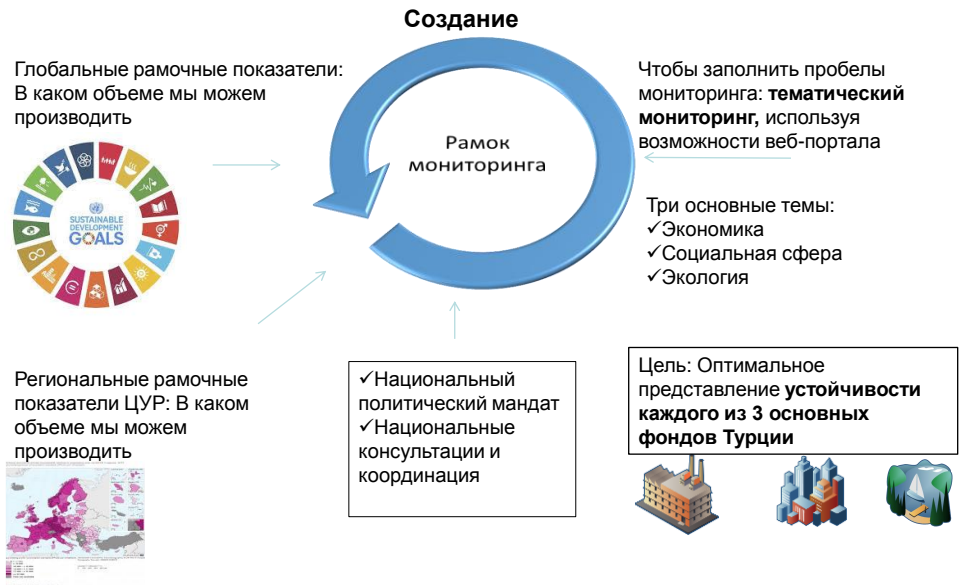 Создание
Глобальные рамочные показатели:
В каком объеме мы можем
производить
SUSTAINABLE
DEVELOPMENT
GOALS
Рамок
мониторинга
Чтобы заполнить пробелы
мониторинга: тематический
мониторинг, используя
возможности веб-портала
Три основные темы:
✓Экономика
✓Социальная сфера
✓Экология
Региональные рамочные
показатели ЦУР: В каком
объеме мы можем
производить
✓Национальный
политический мандат
✓Национальные
консультации и
координация
Цель: Оптимальное
представление устойчивости
каждого из 3 основных
фондов Турции